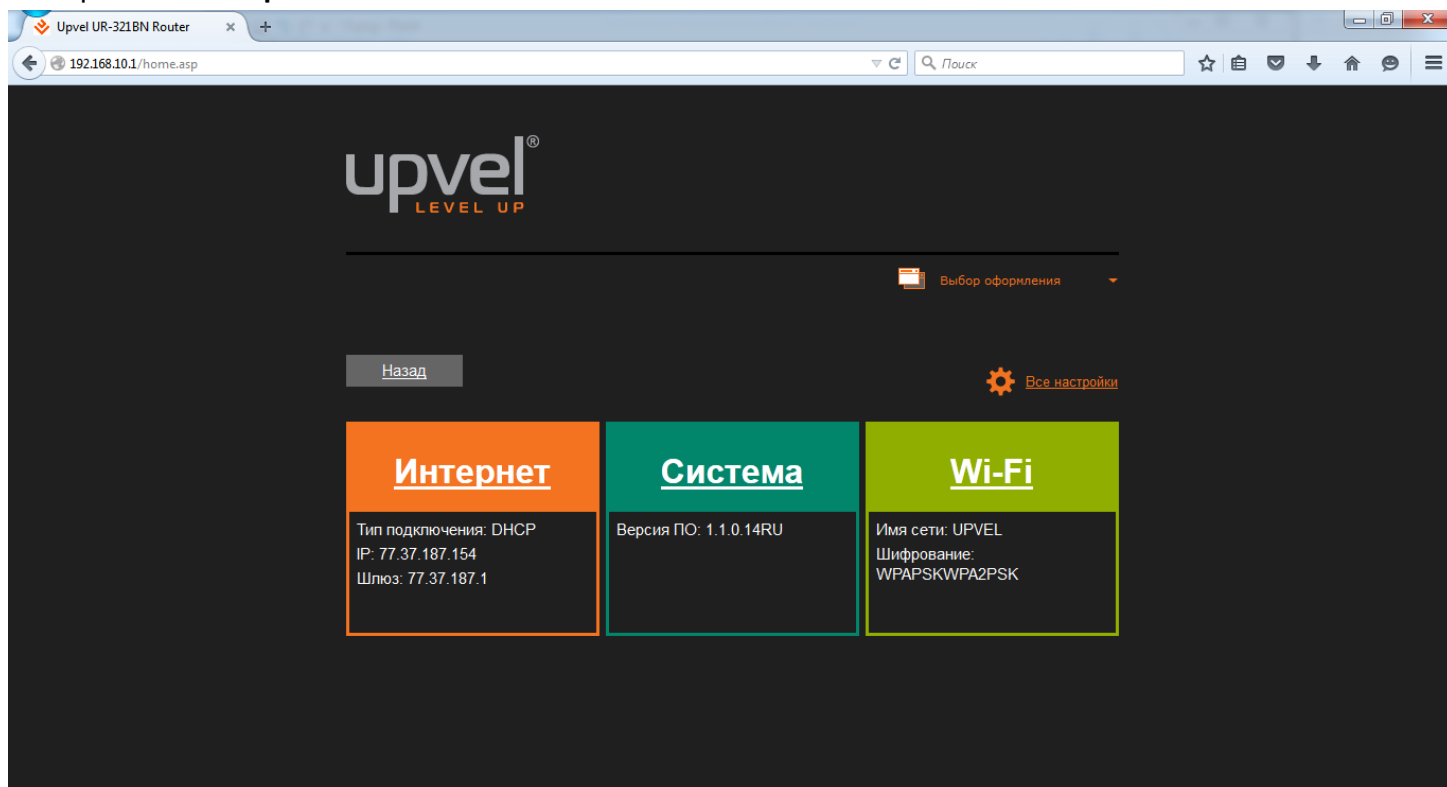 Upvel UR-321BN Router
192.168.10.1/home.asp
Поиск
upvel®
LEVEL UP
Выбор оформления
Назад
Все настройки
Интернет
Система
Wi-Fi
Тип подключения: DHCP
IP: 77.37.187.154
Шлюз: 77.37.187.1
Версия ПО: 1.1.0.14RU
Имя сети: UPVEL
Шифрование:
WPAPSKWPA2PSK